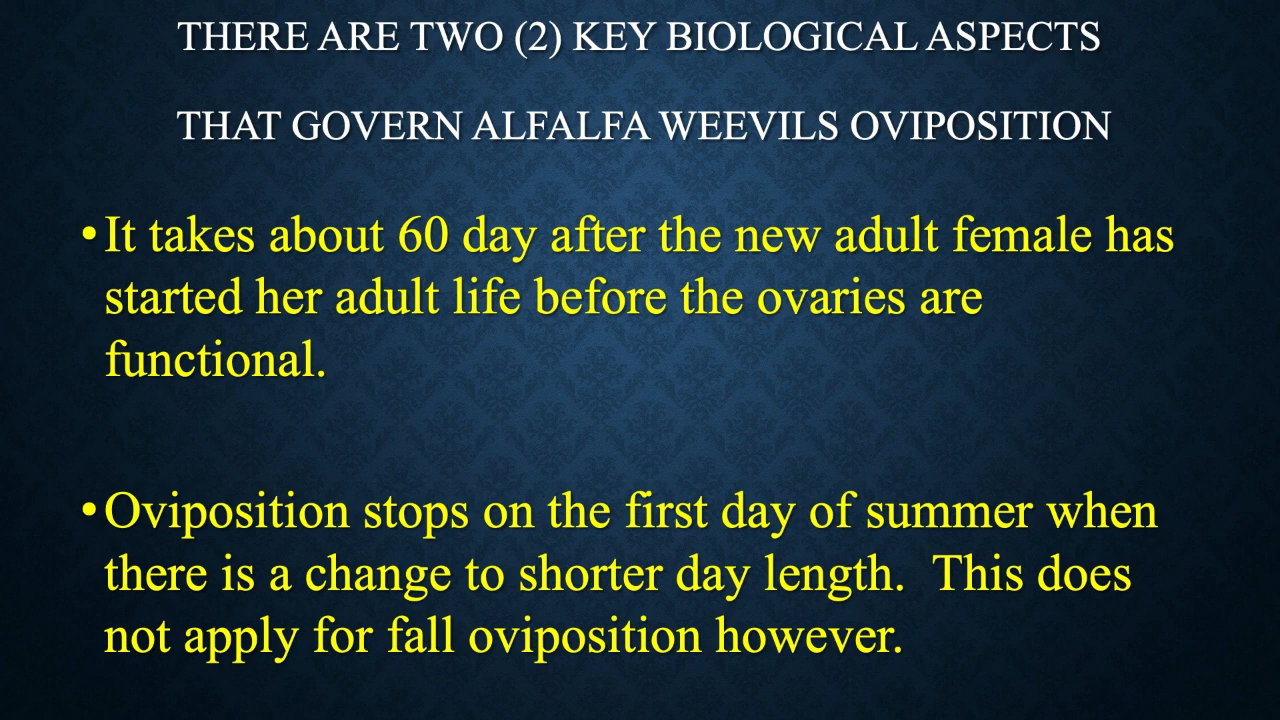 THERE ARE TWO (2) KEY BIOLOGICAL ASPECTS
THAT GOVERN ALFALFA WEEVILS OVIPOSITION
•It takes about 60 day after the new adult female has
started her adult life before the ovaries are
functional.
•Oviposition stops on the first day of summer when
there is a change to shorter day length.  This does
not apply for fall oviposition however.